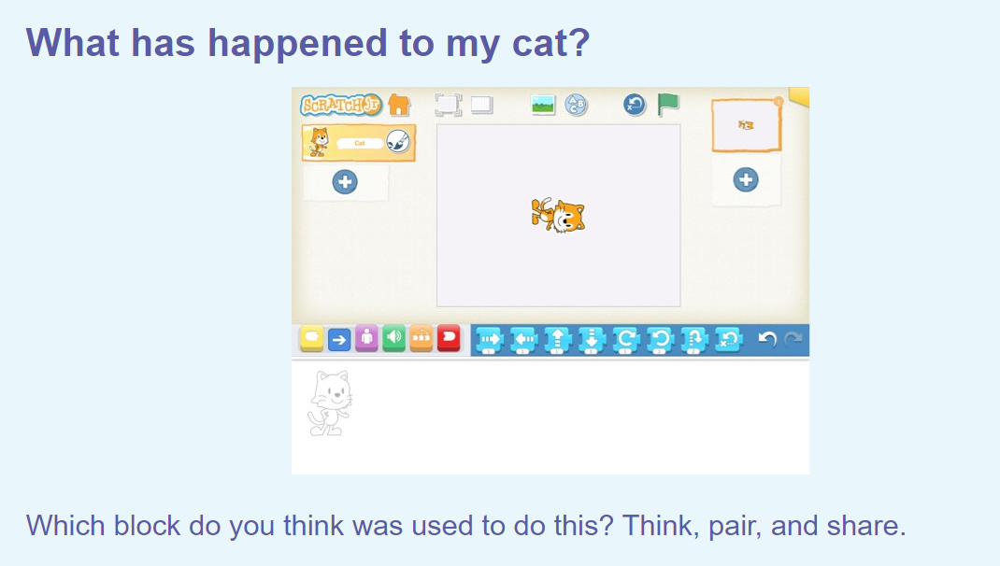 What has happened to my cat?
SCRATCHJr
Cat
Which block do you think was used to do this? Think, pair, and share.